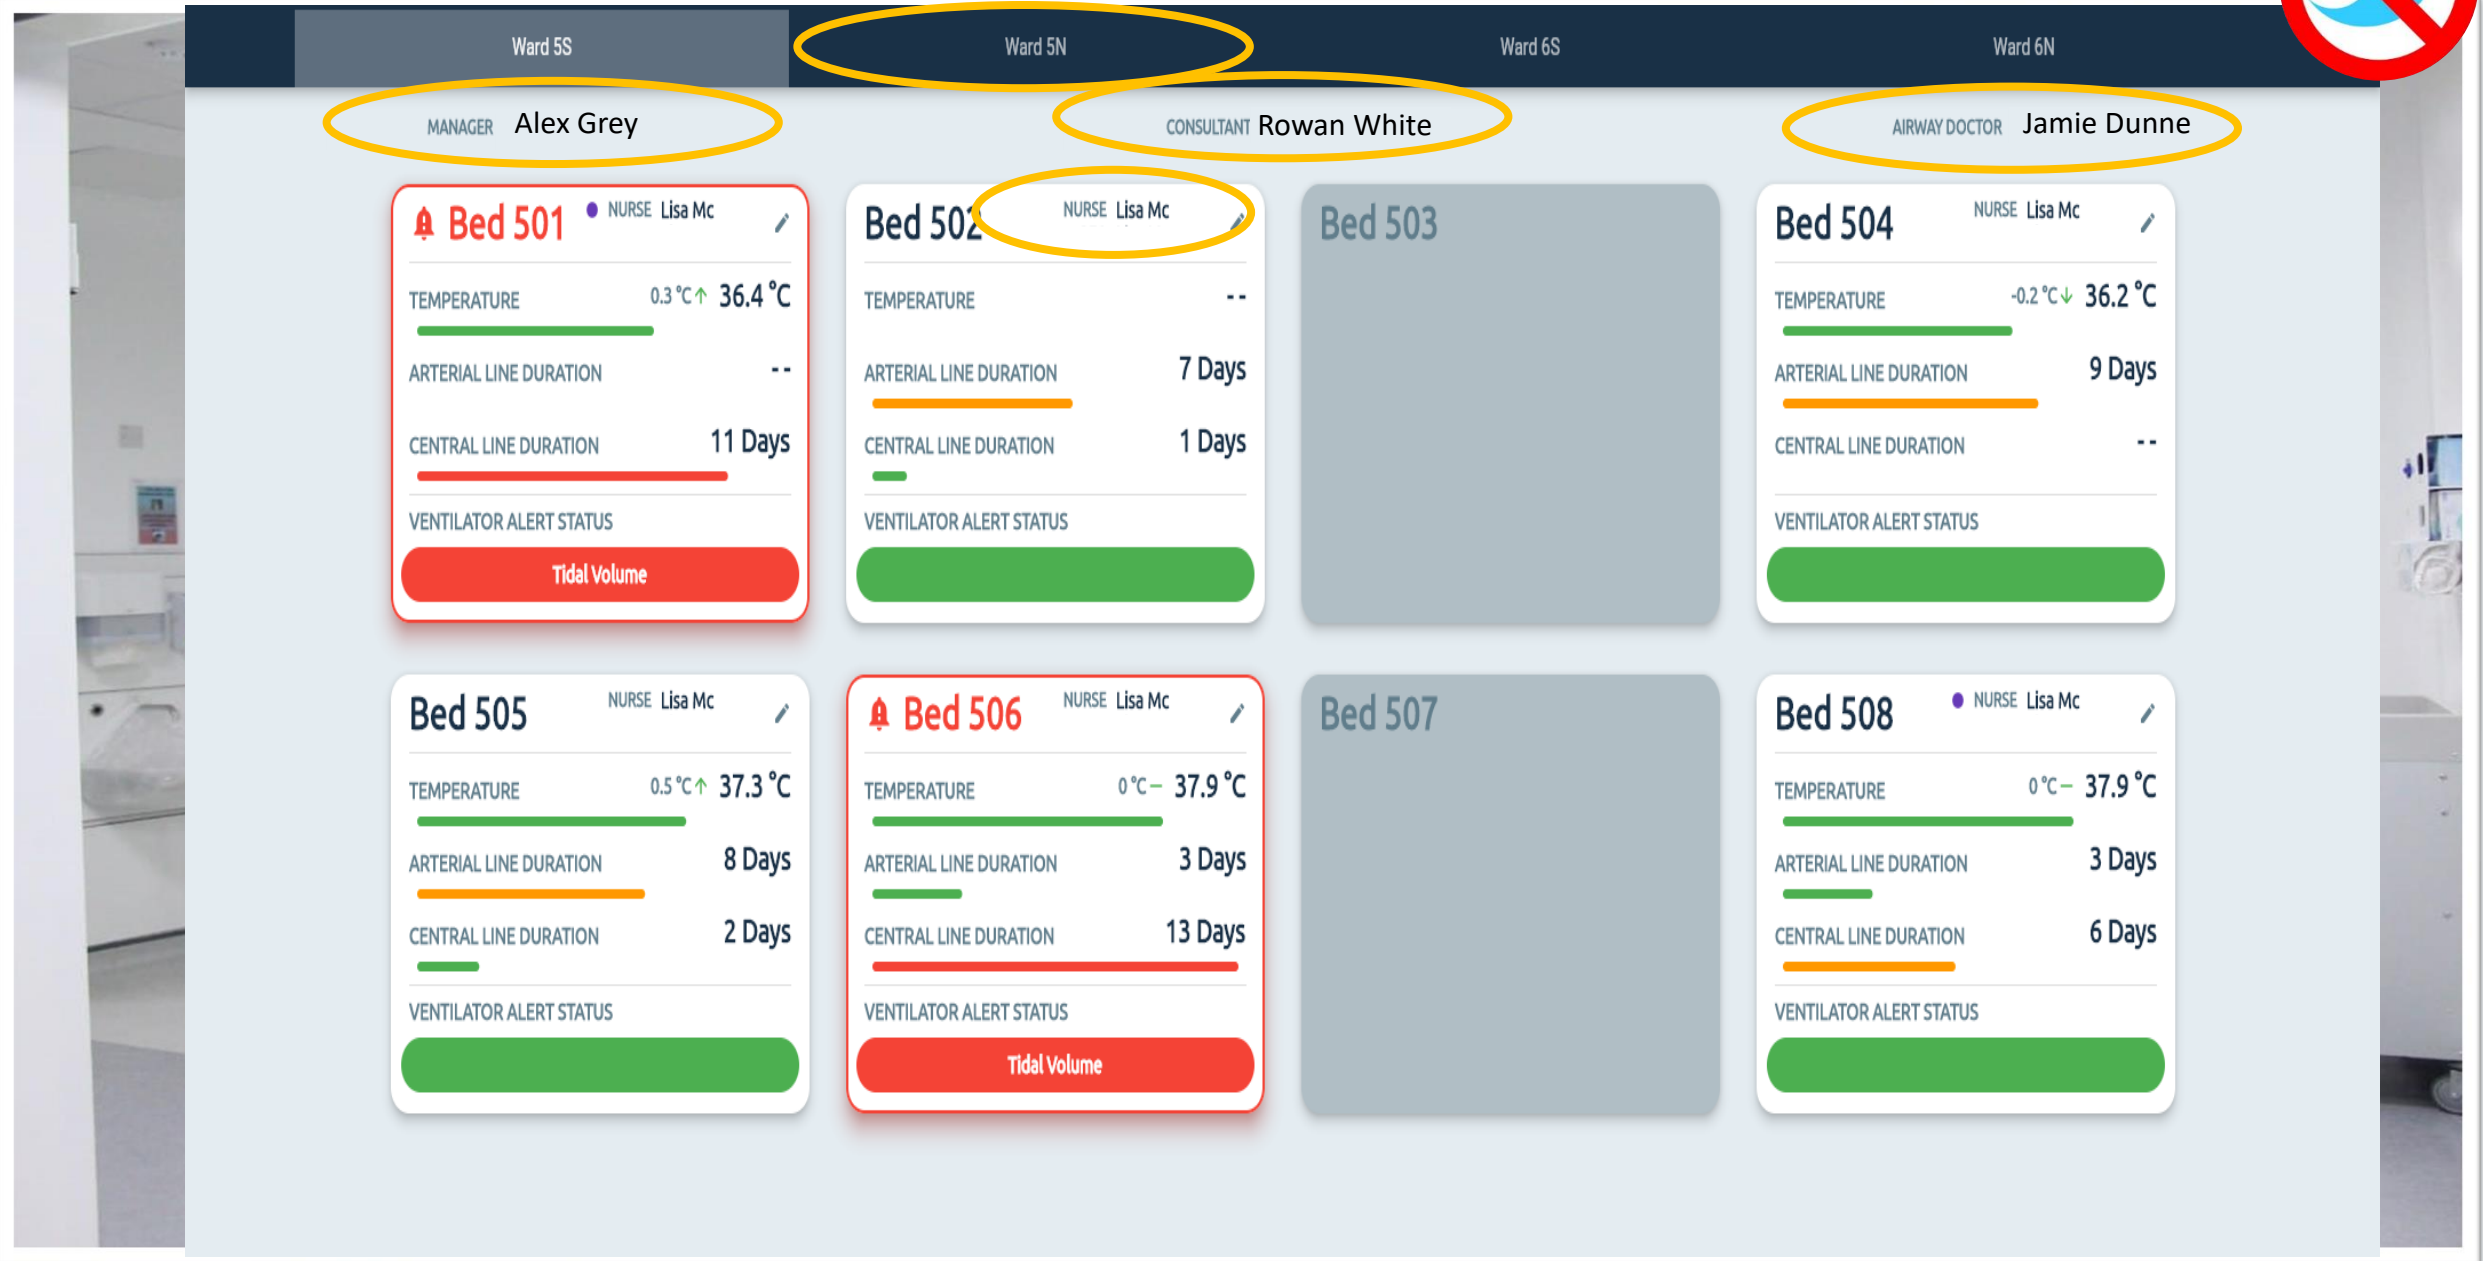 Ward 5S Ward 5N Ward 6S Ward 6N
MANAGER Alex Grey CONSULTANT Rowan White AIRWAY DOCTOR Jamie Dunne
Bed 501 NURSE Lisa Mc
TEMPERATURE 0.3 °C↑ 36.4 °C
ARTERIAL LINE DURATION --
CENTRAL LINE DURATION 11 Days
VENTILATOR ALERT STATUS
Tidal Volume
Bed 502 NURSE Lisa Mc
TEMPERATURE --
ARTERIAL LINE DURATION 7 Days
CENTRAL LINE DURATION 1 Days
VENTILATOR ALERT STATUS
Bed 503
Bed 504 NURSE Lisa Mc
TEMPERATURE -0.2 °C↓ 36.2 °C
ARTERIAL LINE DURATION 9 Days
CENTRAL LINE DURATION --
VENTILATOR ALERT STATUS
Bed 505 NURSE Lisa Mc
TEMPERATURE 0.5 °C↑ 37.3 °C
ARTERIAL LINE DURATION 8 Days
CENTRAL LINE DURATION 2 Days
VENTILATOR ALERT STATUS
Bed 506 NURSE Lisa Mc
TEMPERATURE 0 °C– 37.9 °C
ARTERIAL LINE DURATION 3 Days
CENTRAL LINE DURATION 13 Days
VENTILATOR ALERT STATUS
Tidal Volume
Bed 507
Bed 508 NURSE Lisa Mc
TEMPERATURE 0 °C– 37.9 °C
ARTERIAL LINE DURATION 3 Days
CENTRAL LINE DURATION 6 Days
VENTILATOR ALERT STATUS